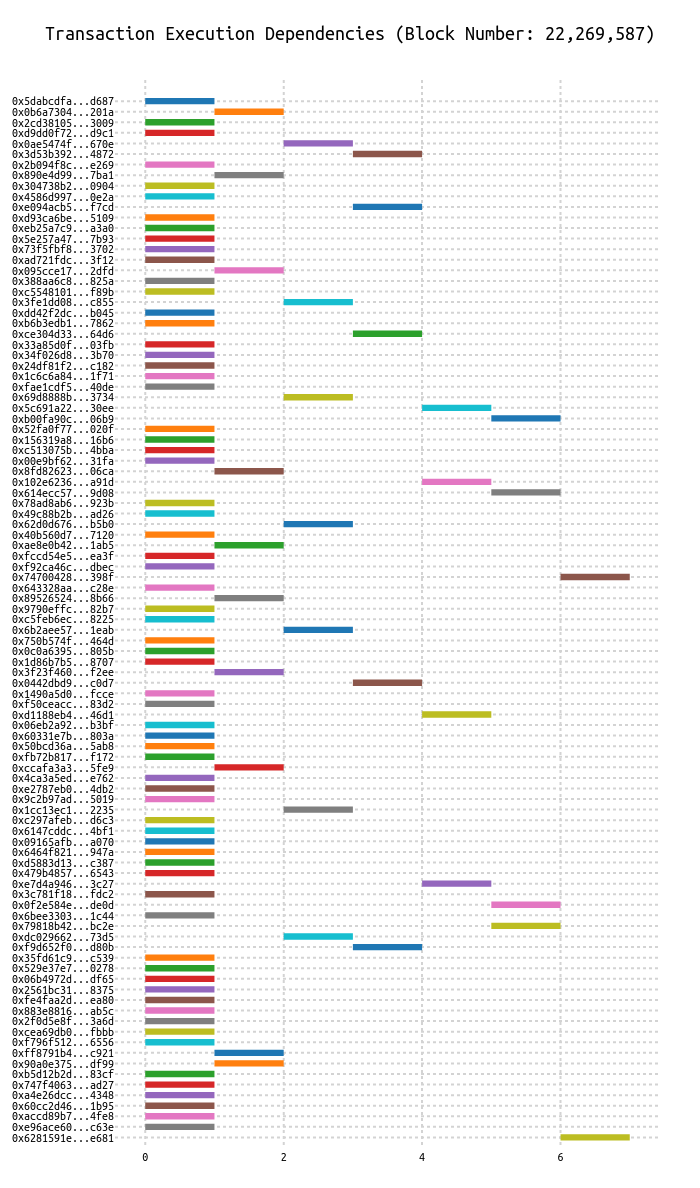 Transaction Execution Dependencies (Block Number: 22,269,587)
0x5dabcdfa...d687
0x0b6a7304...201a
0x2cd38105...3009
0xd9dd0f72...d9c1
0x0ae5474f...670e
0x3d53b392...4872
0x2b094f8c...e269
0x890e4d99...7ba1
0x304738b2...0904
0x4586d997...0e2a
0xe094acb5...f7cd
0xd93ca6be...5109
0xeb25a7c9...a3a0
0x5e257a47...7b93
0x73f5fbf8...3702
0xad721fdc...3f12
0x095cce17...2dfd
0x388aa6c8...825a
0xc5548101...f89b
0x3fe1dd08...c855
0xdd42f2dc...b045
0xb6b3edb1...7862
0xce304d33...64d6
0x33a85d0f...03fb
0x34f026d8...3b70
0x24df81f2...c182
0x1c6c6a84...1f71
0xfae1cdf5...40de
0x69d8888b...3734
0x5c691a22...30ee
0xb00fa90c...06b9
0x52fa0f77...020f
0x156319a8...16b6
0xc513075b...4bba
0x00e9bf62...31fa
0x8fd82623...06ca
0x102e6236...a91d
0x614ecc57...9d08
0x78ad8ab6...923b
0x49c88b2b...ad26
0x62d0d676...b5b0
0x40b560d7...7120
0xae8e0b42...1ab5
0xfccd54e5...ea3f
0xf92ca46c...dbec
0x74700428...398f
0x643328aa...c28e
0x89526524...8b66
0x9790effc...82b7
0xc5feb6ec...8225
0x6b2aee57...1eab
0x750b574f...464d
0x0c0a6395...805b
0x1d86b7b5...8707
0x3f23f460...f2ee
0x0442dbd9...c0d7
0x1490a5d0...fcce
0xf50ceacc...83d2
0xd1188eb4...46d1
0x06eb2a92...b3bf
0x60331e7b...803a
0x50bcd36a...5ab8
0xfb72b817...f172
0xccafa3a3...5fe9
0x4ca3a5ed...e762
0xe2787eb0...4db2
0x9c2b97ad...5019
0x1cc13ec1...2235
0xc297afeb...d6c3
0x6147cddc...4bf1
0x09165afb...a070
0x6464f821...947a
0xd5883d13...c387
0x479b4857...6543
0xe7d4a946...3c27
0x3c781f18...fdc2
0x0f2e584e...de0d
0x6bee3303...1c44
0x79818b42...bc2e
0xdc029662...73d5
0xf9d652f0...d80b
0x35fd61c9...c539
0x529e37e7...0278
0x06b4972d...df65
0x2561bc31...8375
0xfe4faa2d...ea80
0x883e8816...ab5c
0x2f0d5e8f...3a6d
0xcea69db0...fbbb
0xf796f512...6556
0xff8791b4...c921
0x90a0e375...df99
0xb5d12b2d...83cf
0x747f4063...ad27
0xa4e26dcc...4348
0x60cc2d46...1b95
0xaccd89b7...4fe8
0xe96ace60...c63e
0x6281591e...e681
0 2 4 6